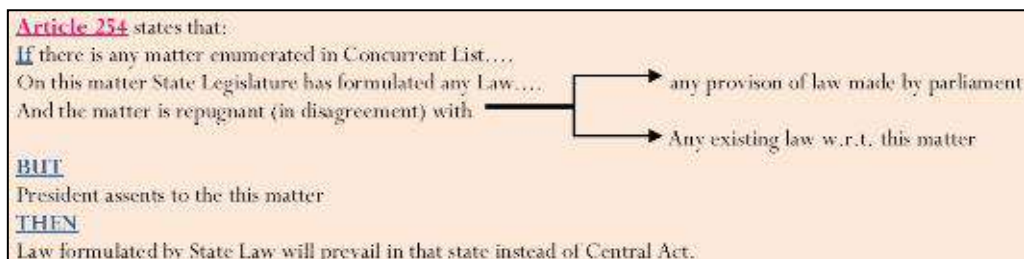 Article 254 states that:
If there is any matter enumerated in Concurrent List....
On this matter State Legislature has formulated any Law....
any provison of law made by parliament
And the matter is repugnant (in disagreement) with
Any existing law w.r.t. this matter
BUT
President assents to the this matter
THEN
Law formulated by State Law will prevail in that state instead of Central Act.